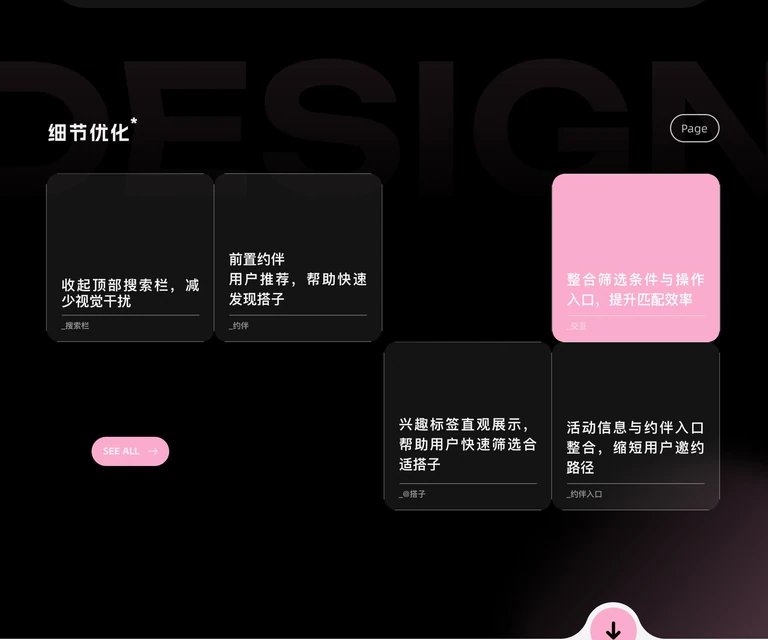 DESIGN
细节优化*
Page
收起顶部搜索栏，减
少视觉干扰
_搜索栏
前置约伴
用户推荐，帮助快速
发现搭子
_约伴
整合筛选条件与操作
入口，提升匹配效率
_交互
兴趣标签直观展示，
帮助用户快速筛选合
适搭子
_@搭子
活动信息与约伴入口
整合，缩短用户邀约
路径
_约伴入口
SEE ALL